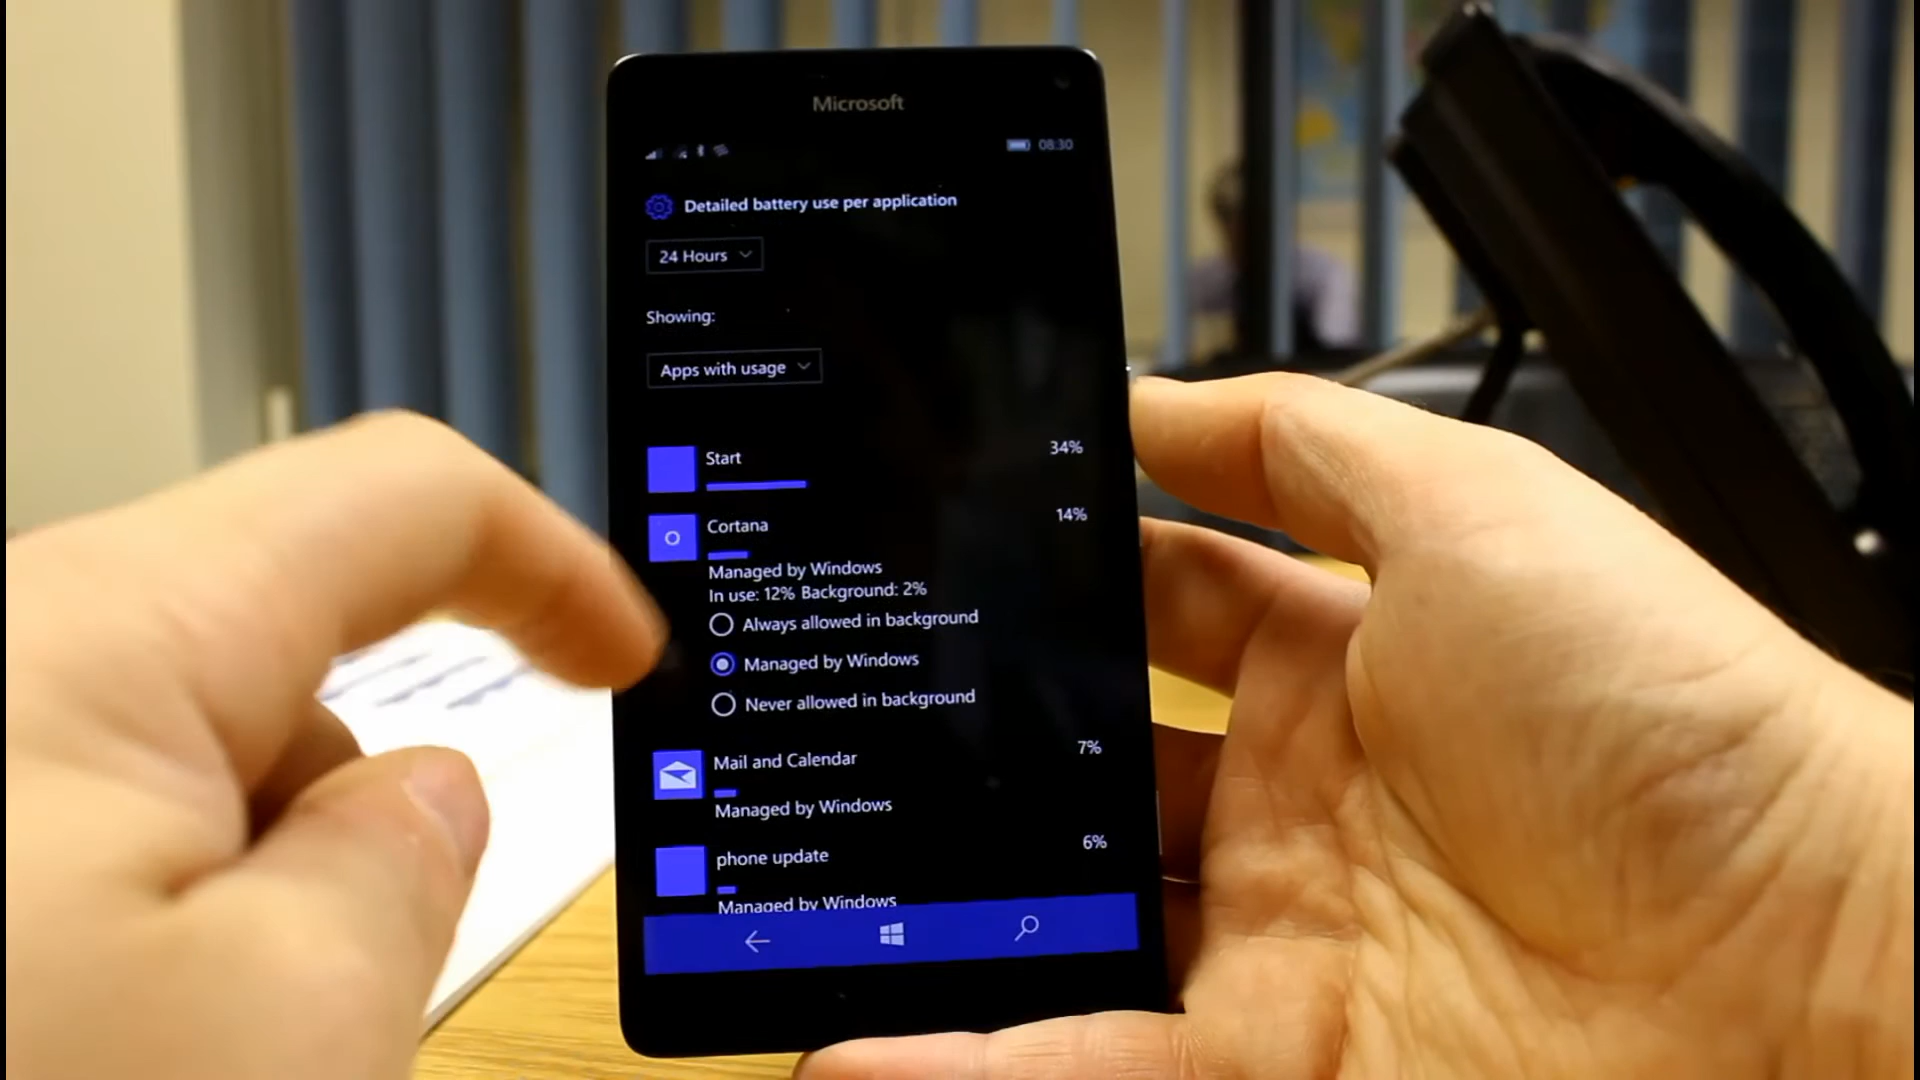 Microsoft
08:30
Detailed battery use per application
24 Hours
Showing:
Apps with usage
Start 34%
Cortana 14%
Managed by Windows
In use: 12% Background: 2%
Always allowed in background
Managed by Windows
Never allowed in background
Mail and Calendar 7%
Managed by Windows
phone update 6%
Managed by Windows